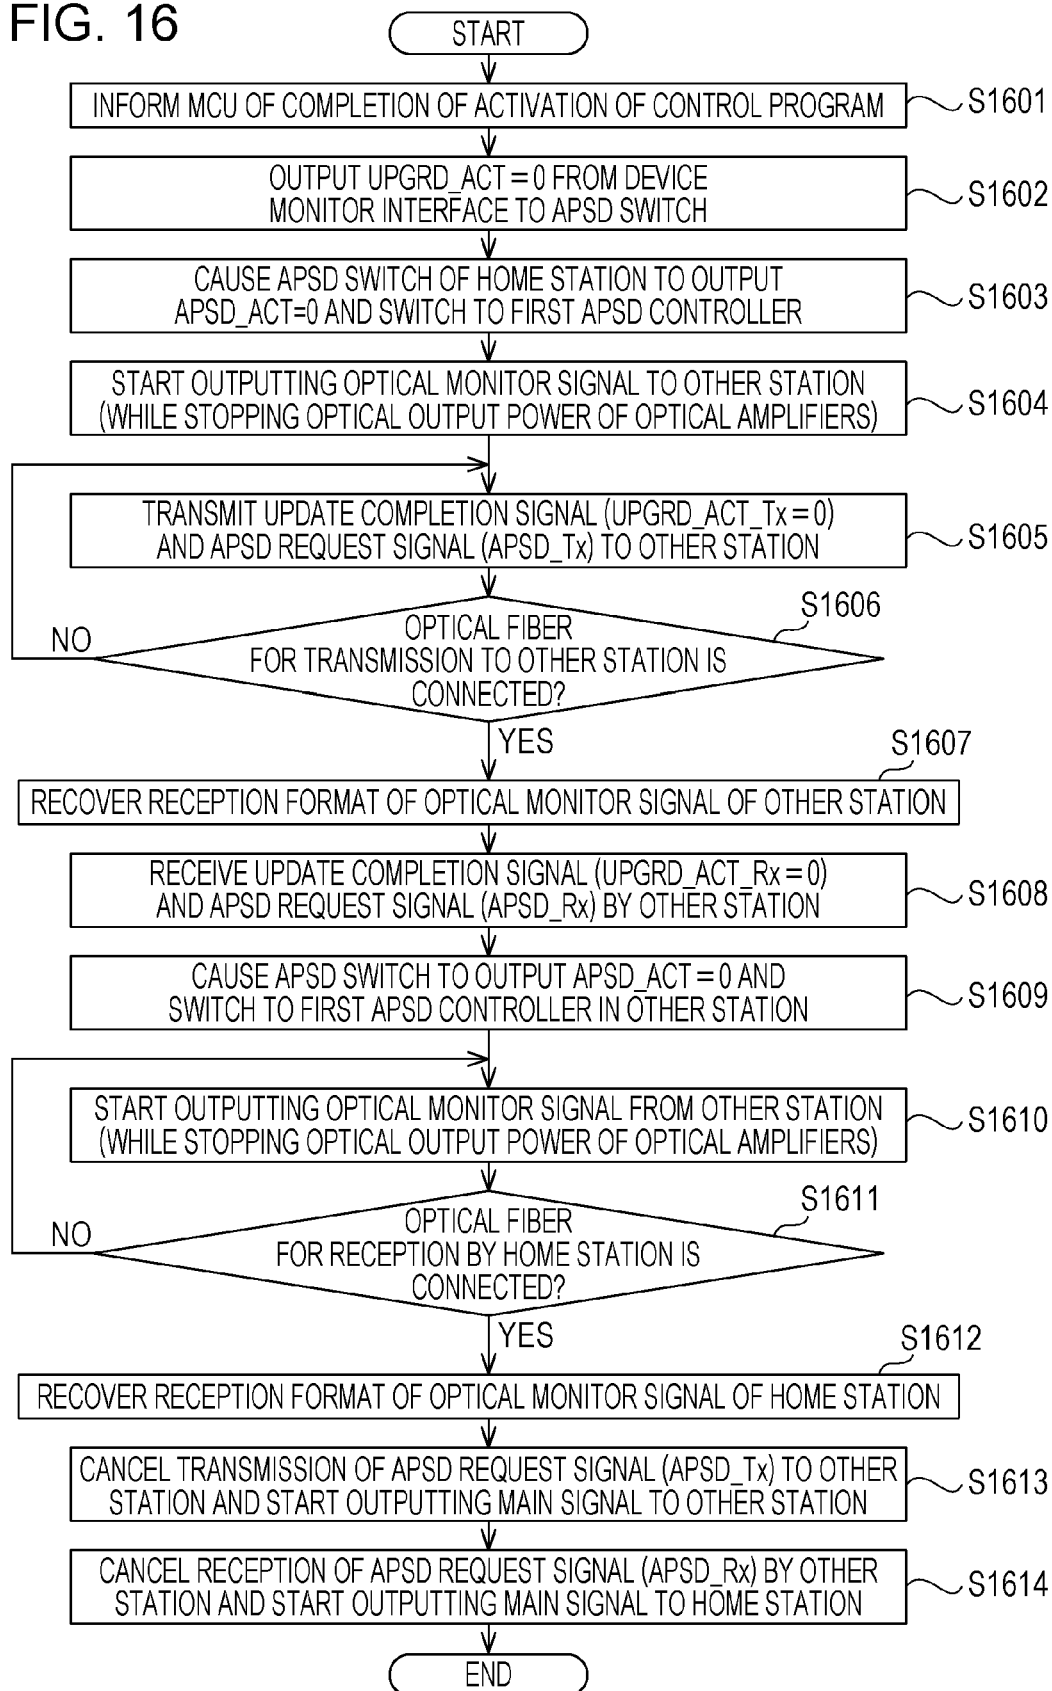 FIG. 16
START
INFORM MCU OF COMPLETION OF ACTIVATION OF CONTROL PROGRAM
S1601
OUTPUT UPGRD_ACT = 0 FROM DEVICE
MONITOR INTERFACE TO APSD SWITCH
S1602
CAUSE APSD SWITCH OF HOME STATION TO OUTPUT
APSD_ACT=0 AND SWITCH TO FIRST APSD CONTROLLER
S1603
START OUTPUTTING OPTICAL MONITOR SIGNAL TO OTHER STATION
(WHILE STOPPING OPTICAL OUTPUT POWER OF OPTICAL AMPLIFIERS)
S1604
TRANSMIT UPDATE COMPLETION SIGNAL (UPGRD_ACT_Tx = 0)
AND APSD REQUEST SIGNAL (APSD_Tx) TO OTHER STATION
S1605
S1606
OPTICAL FIBER
FOR TRANSMISSION TO OTHER STATION IS
CONNECTED?
NO
YES
S1607
RECOVER RECEPTION FORMAT OF OPTICAL MONITOR SIGNAL OF OTHER STATION
RECEIVE UPDATE COMPLETION SIGNAL (UPGRD_ACT_Rx = 0)
AND APSD REQUEST SIGNAL (APSD_Rx) BY OTHER STATION
S1608
CAUSE APSD SWITCH TO OUTPUT APSD_ACT = 0 AND
SWITCH TO FIRST APSD CONTROLLER IN OTHER STATION
S1609
START OUTPUTTING OPTICAL MONITOR SIGNAL FROM OTHER STATION
(WHILE STOPPING OPTICAL OUTPUT POWER OF OPTICAL AMPLIFIERS)
S1610
S1611
OPTICAL FIBER
FOR RECEPTION BY HOME STATION IS
CONNECTED?
NO
YES
S1612
RECOVER RECEPTION FORMAT OF OPTICAL MONITOR SIGNAL OF HOME STATION
CANCEL TRANSMISSION OF APSD REQUEST SIGNAL (APSD_Tx) TO OTHER
STATION AND START OUTPUTTING MAIN SIGNAL TO OTHER STATION
S1613
CANCEL RECEPTION OF APSD REQUEST SIGNAL (APSD_Rx) BY OTHER
STATION AND START OUTPUTTING MAIN SIGNAL TO HOME STATION
S1614
END